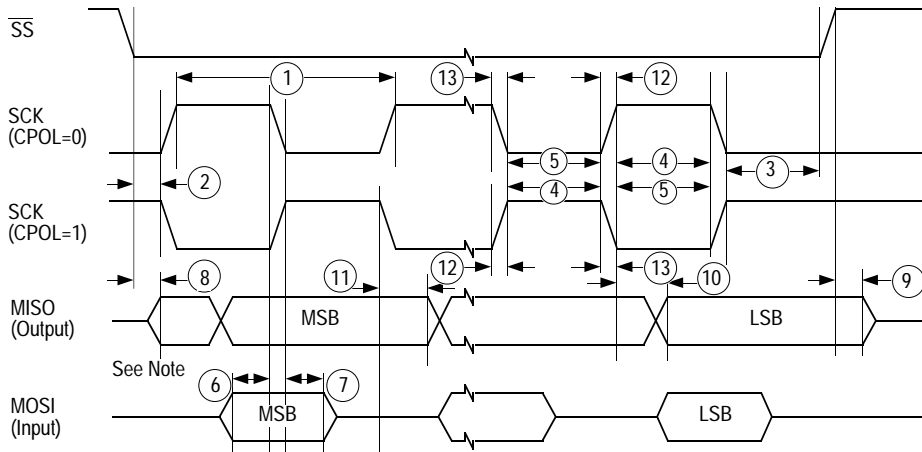 SS
1
13
12
SCK
(CPOL=0)
2
5
4
3
SCK
(CPOL=1)
4
5
8
11
12
13
10
9
MISO
(Output)
MSB
LSB
See Note
6
7
MOSI
(Input)
MSB
LSB